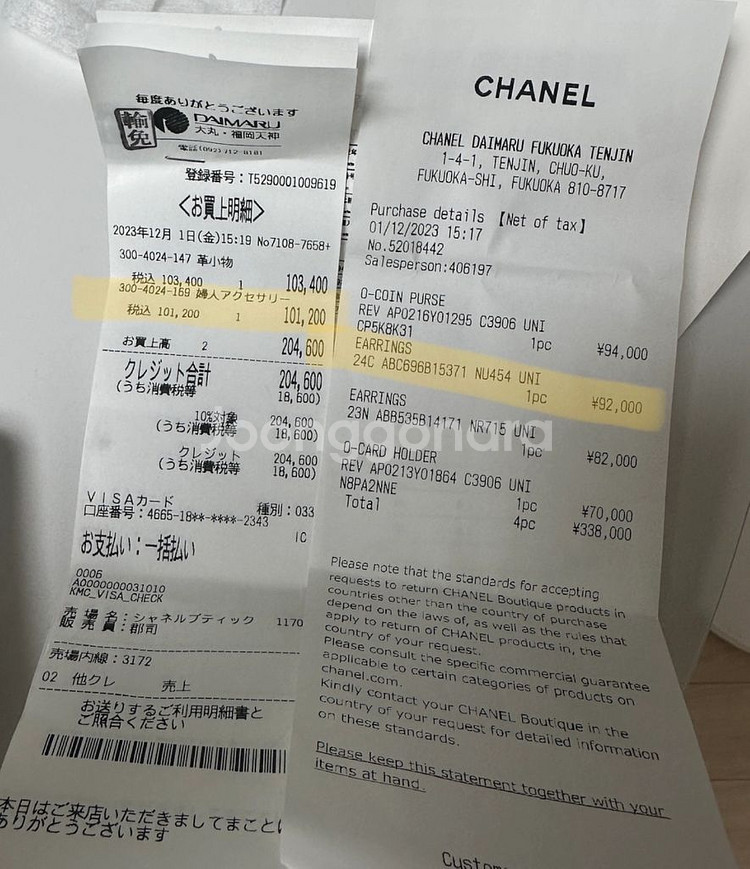 毎度ありがとうございます
輸免
DAIMARU
大丸・福岡天神
電話(092)712-8181
登録番号：T5290001009619
<お買上明細>
2023年12月 1日(金)15:19 No7108-7658
300-4024-147 革小物
税込 103,400 1 103,400
300-4024-169 婦人アクセサリー
税込 101,200 1 101,200
お買上高 2 204,600
クレジット合計 204,600
(うち消費税等 18,600)
10%対象 204,600
(うち消費税等 18,600)
クレジット 204,600
(うち消費税等 18,600)
VISAカード 種別：033
口座番号：4665-18**-****-2343
IC
お支払い：一括払い
0006
A0000000031010
KMC_VISA_CHECK
売場名：シャネルブティック 1170
販売員：郡司
売場内線：3172
02 他クレ 売上
お送りするご利用明細書と
ご照合ください
本日はご来店いただきましてまことに
ありがとうございます
CHANEL
CHANEL DAIMARU FUKUOKA TENJIN
1-4-1, TENJIN, CHUO-KU,
FUKUOKA-SHI, FUKUOKA 810-8717
Purchase details 【Net of tax】
01/12/2023 15:17
No.52018442
Salesperson:406197
O-COIN PURSE
REV AP0216Y01295 C3906 UNI
CP5K8K31 1pc ¥94,000
EARRINGS
24C ABC696B15371 NU454 UNI
1pc ¥92,000
EARRINGS
23N ABB535B14171 NR715 UNI
1pc ¥82,000
O-CARD HOLDER
REV AP0213Y01864 C3906 UNI
N8PA2NNE 1pc ¥70,000
Total 4pc ¥338,000
Please note that the standards for accepting
requests to return CHANEL Boutique products in
countries other than the country of purchase
depend on the laws of, as well as the rules that
apply to return of CHANEL products in, the
country of your request.
Please consult the specific commercial guarantee
applicable to certain categories of products on
chanel.com.
Kindly contact your CHANEL Boutique in the
country of your request for detailed information
on these standards.
Please keep this statement together with your
items at hand.
Custom
joonggonara